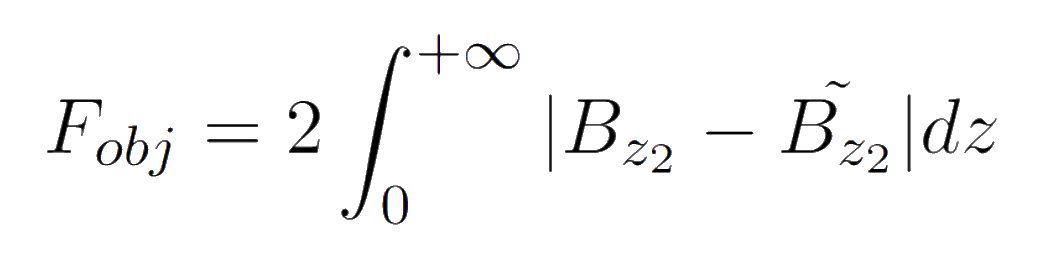 F_{obj} = 2 \int_{0}^{+\infty} |B_{z_2} - \tilde{B_{z_2}}| dz